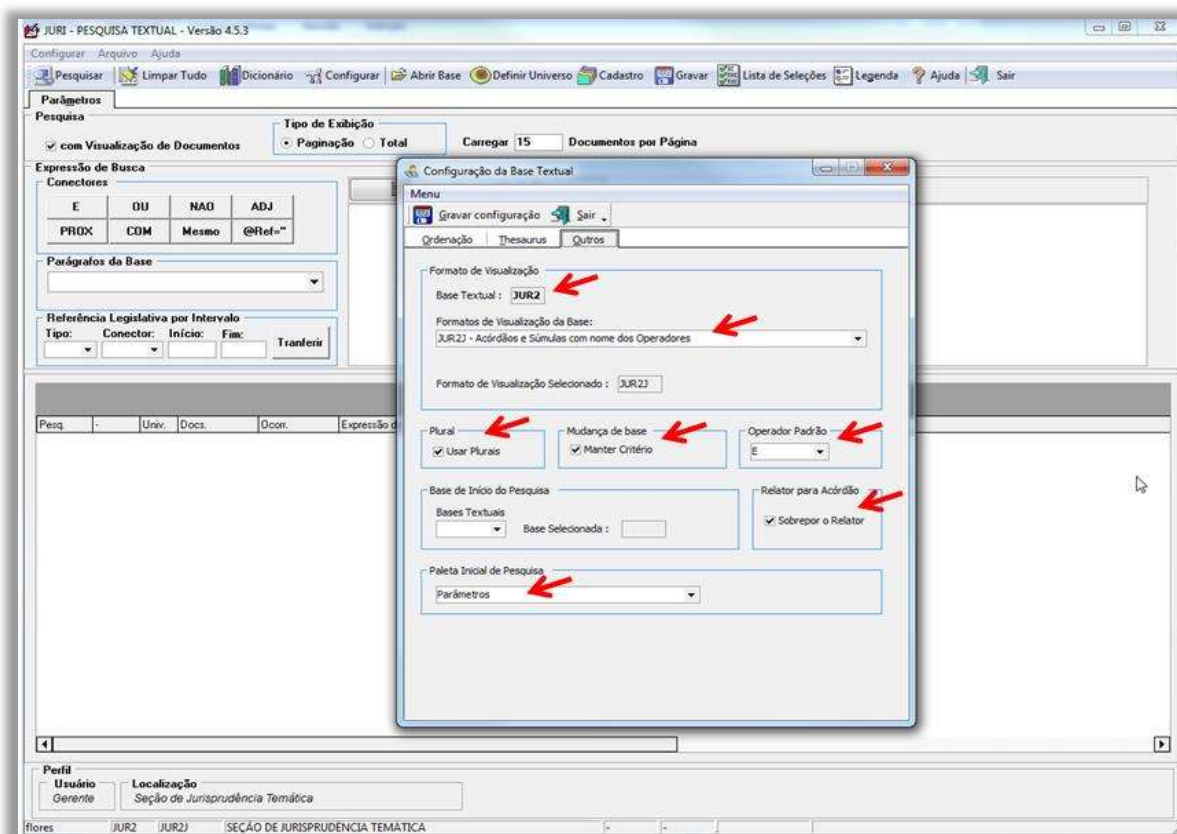 JURI - PESQUISA TEXTUAL - Versão 4.5.3
Configurar Arquivo Ajuda
Pesquisar Limpar Tudo Dicionário Configurar Abrir Base Definir Universo Cadastro Gravar Lista de Seleções Legenda Ajuda Sair
Parâmetros
Pesquisa
com Visualização de Documentos
Tipo de Exibição
Paginação Total
Carregar 15 Documentos por Página
Expressão de Busca
Conectores
E OU NAO ADJ
PROX COM Mesmo @Ref="
Parágrafos da Base
Referência Legislativa por Intervalo
Tipo: Conector: Início: Fim:
Tranferir
Pesq. - Univ. Docs. Ocorr. Expressão d
Configuração da Base Textual
Menu
Gravar configuração Sair
Ordenação Thesaurus Outros
Formato de Visualização
Base Textual : JUR2
Formatos de Visualização da Base:
JUR2J - Acórdãos e Súmulas com nome dos Operadores
Formato de Visualização Selecionado : JUR2J
Plural
Usar Plurais
Mudança de base
Manter Critério
Operador Padrão
E
Base de Início do Pesquisa
Bases Textuais
Base Selecionada :
Relator para Acórdão
Sobrepor o Relator
Paleta Inicial de Pesquisa
Parâmetros
Perfil
Usuário
Gerente
Localização
Seção de Jurisprudência Temática
flores JUR2 JUR2J SEÇÃO DE JURISPRUDÊNCIA TEMÁTICA - -